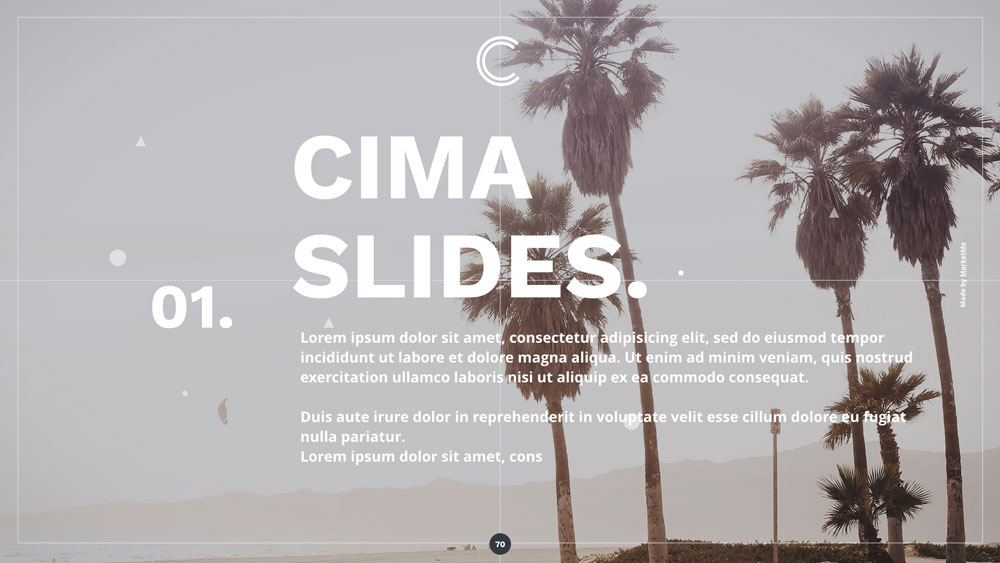 CIMA
SLIDES.
01.
Lorem ipsum dolor sit amet, consectetur adipisicing elit, sed do eiusmod tempor
incididunt ut labore et dolore magna aliqua. Ut enim ad minim veniam, quis nostrud
exercitation ullamco laboris nisi ut aliquip ex ea commodo consequat.
Duis aute irure dolor in reprehenderit in voluptate velit esse cillum dolore eu fugiat
nulla pariatur.
Lorem ipsum dolor sit amet, cons
Made by MarketMe
70